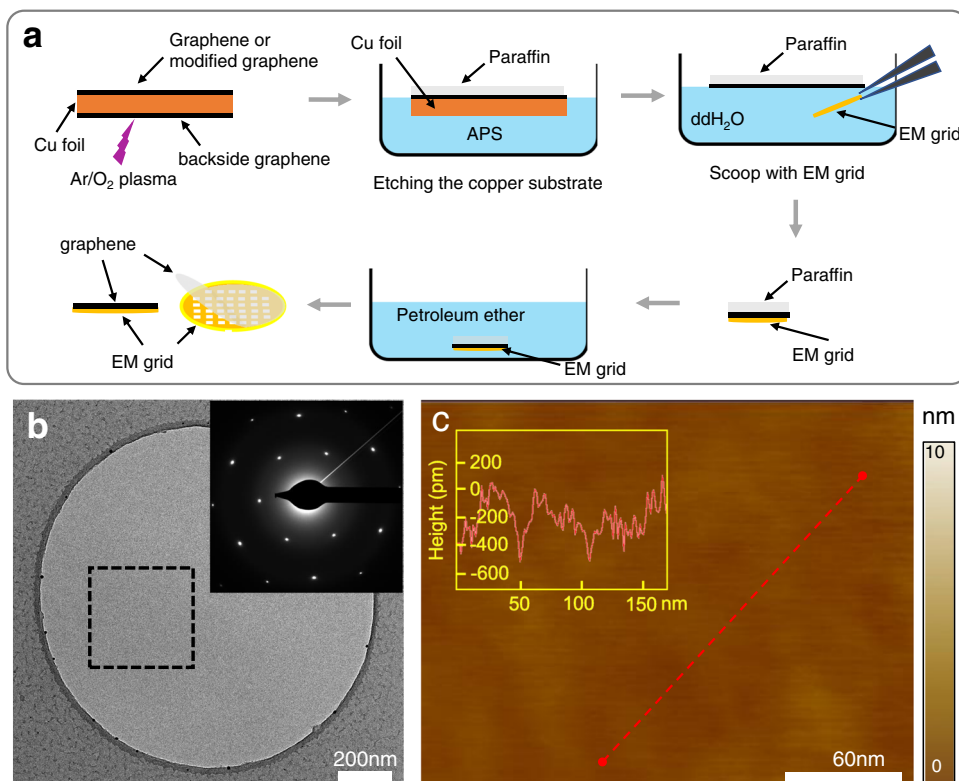 a
Graphene or
modified graphene
Cu foil
backside graphene
Ar/O₂ plasma
Cu foil
Paraffin
APS
Etching the copper substrate
Paraffin
ddH₂O
EM grid
Scoop with EM grid
graphene
EM grid
Petroleum ether
EM grid
Paraffin
EM grid
b
200nm
c
Height (pm)
200
0
-200
-400
-600
50
100
150 nm
60nm
nm
10
0